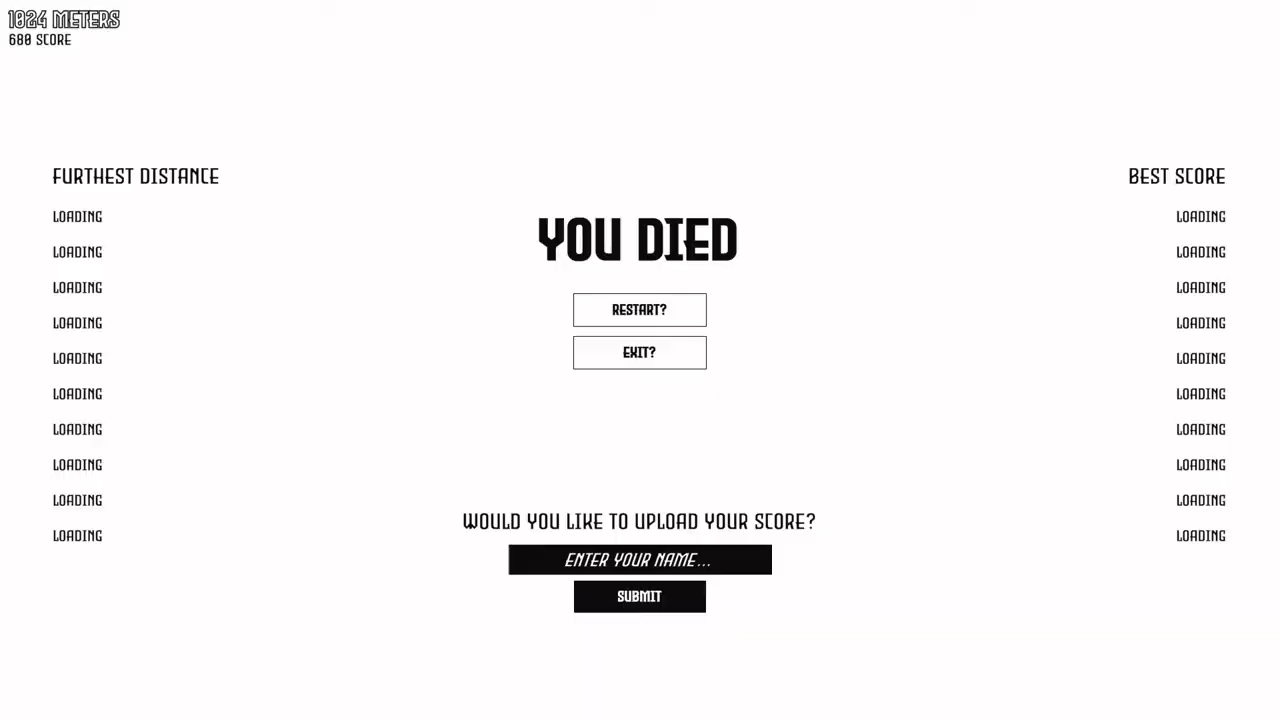 1024 METERS
680 SCORE
FURTHEST DISTANCE
LOADING
LOADING
LOADING
LOADING
LOADING
LOADING
LOADING
LOADING
LOADING
LOADING
YOU DIED
RESTART?
EXIT?
WOULD YOU LIKE TO UPLOAD YOUR SCORE?
ENTER YOUR NAME...
SUBMIT
BEST SCORE
LOADING
LOADING
LOADING
LOADING
LOADING
LOADING
LOADING
LOADING
LOADING
LOADING